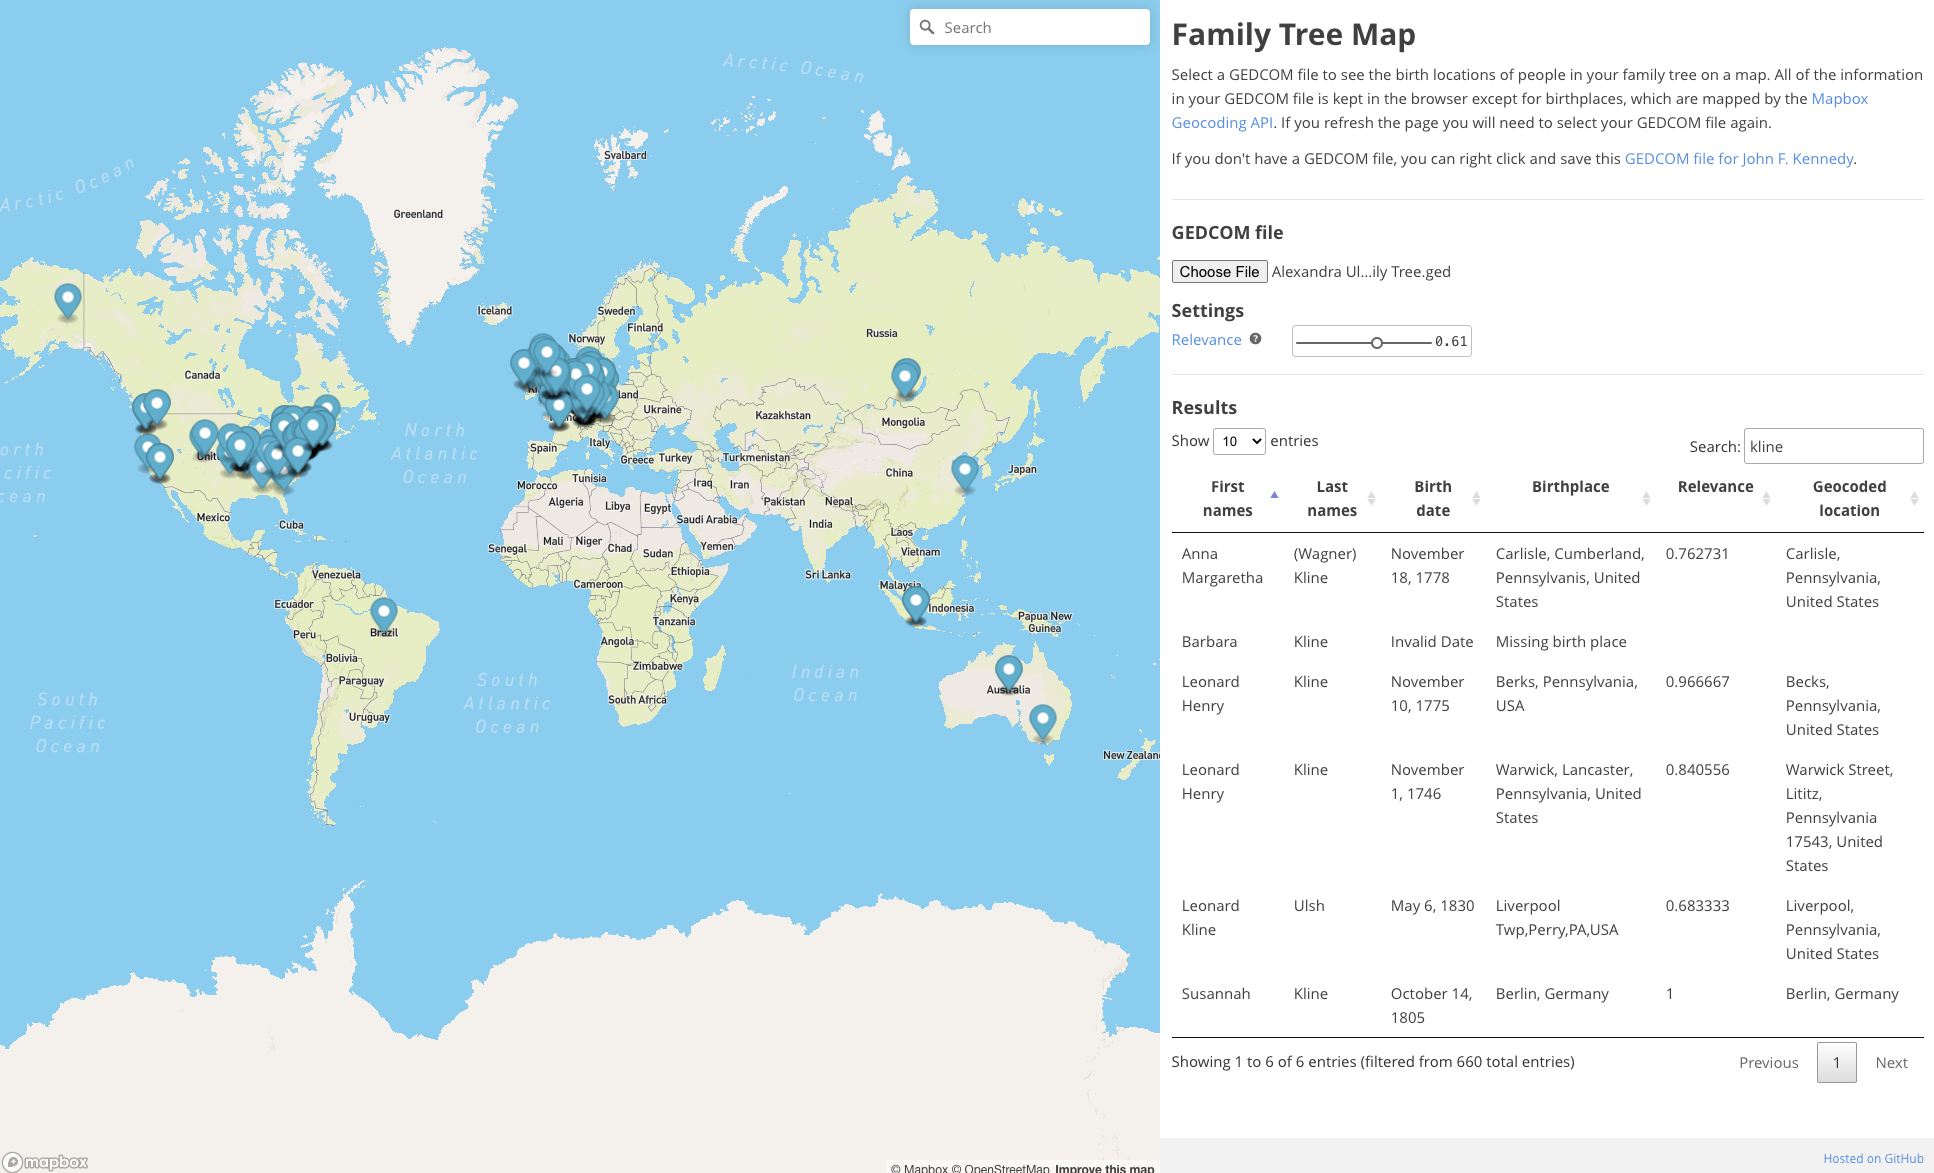 Search
Arctic Ocean
Arctic Ocean
Svalbard
Greenland
Iceland
Sweden
Finland
Norway
Russia
Canada
Ukraine
Kazakhstan
Mongolia
North
Atlantic
Ocean
Spain
Italy
Greece
Turkey
Turkmenistan
China
Japan
Morocco
Tunisia
Algeria
Libya
Egypt
Iraq
Iran
Pakistan
Nepal
Saudi Arabia
India
Mexico
Cuba
Senegal
Mali
Niger
Chad
Sudan
Yemen
Laos
Vietnam
Ethiopia
Sri Lanka
Malaysia
Venezuela
Cameroon
Kenya
Indonesia
Ecuador
Tanzania
Papua New
Guinea
Peru
Brazil
Angola
Bolivia
Zimbabwe
Paraguay
South Africa
Uruguay
Australia
South
Pacific
Ocean
South
Atlantic
Ocean
Indian
Ocean
New Zealan
mapbox
© Mapbox © OpenStreetMap Improve this map
Family Tree Map
Select a GEDCOM file to see the birth locations of people in your family tree on a map. All of the information
in your GEDCOM file is kept in the browser except for birthplaces, which are mapped by the Mapbox
Geocoding API. If you refresh the page you will need to select your GEDCOM file again.
If you don't have a GEDCOM file, you can right click and save this GEDCOM file for John F. Kennedy.
GEDCOM file
Choose File Alexandra Ul...ily Tree.ged
Settings
Relevance ? 0.61
Results
Show 10 entries
Search: kline
First Last Birth Birthplace Relevance Geocoded
names names date location
Anna (Wagner) November Carlisle, Cumberland, 0.762731 Carlisle,
Margaretha Kline 18, 1778 Pennsylvanis, United Pennsylvania,
States United States
Barbara Kline Invalid Date Missing birth place
Leonard Kline November Berks, Pennsylvania, 0.966667 Becks,
Henry 10, 1775 USA Pennsylvania,
United States
Leonard Kline November Warwick, Lancaster, 0.840556 Warwick Street,
Henry 1, 1746 Pennsylvania, United Lititz,
States Pennsylvania
17543, United
States
Leonard Ulsh May 6, 1830 Liverpool 0.683333 Liverpool,
Kline Twp,Perry,PA,USA Pennsylvania,
United States
Susannah Kline October 14, Berlin, Germany 1 Berlin, Germany
1805
Showing 1 to 6 of 6 entries (filtered from 660 total entries)
Previous 1 Next
Hosted on GitHub